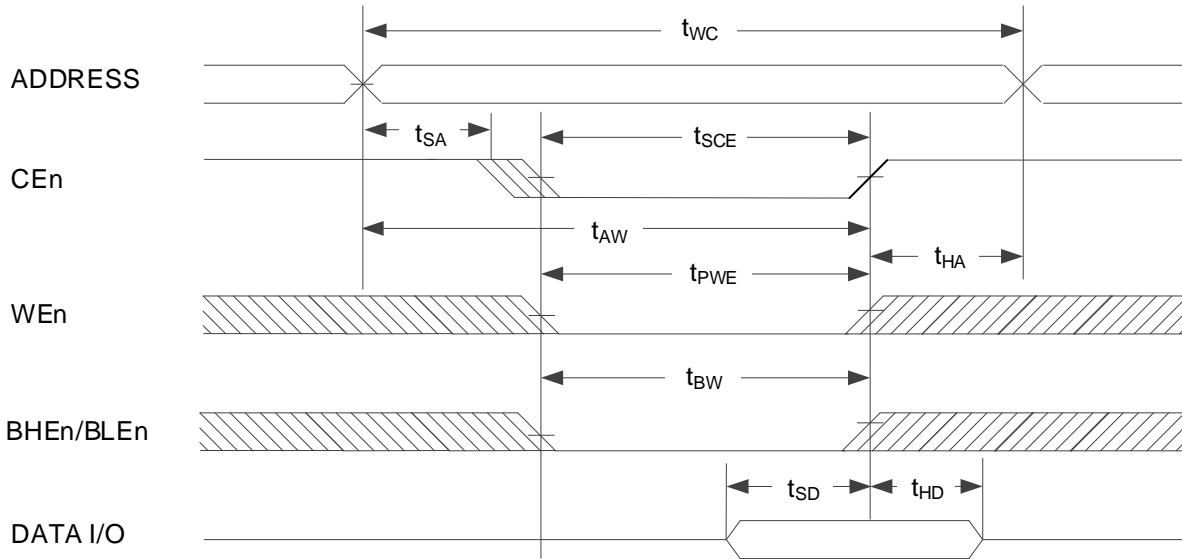 tWC
ADDRESS
tSA
tSCE
CEn
tAW
tHA
tPWE
WEn
tBW
BHEn/BLEn
tSD
tHD
DATA I/O